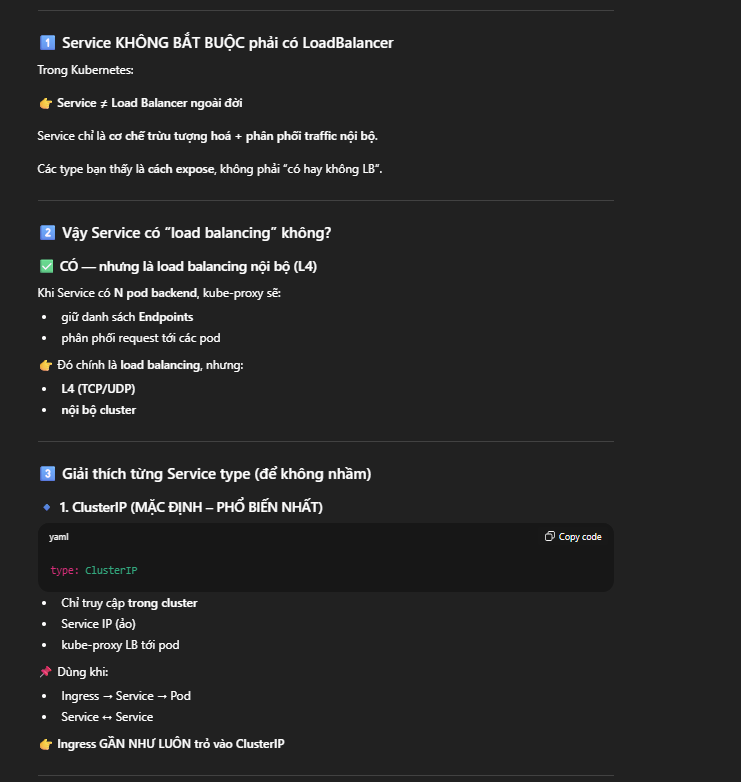 1 Service KHÔNG BẮT BUỘC phải có LoadBalancer
Trong Kubernetes:
👉 Service ≠ Load Balancer ngoài đời
Service chỉ là cơ chế trừu tượng hoá + phân phối traffic nội bộ.
Các type bạn thấy là cách expose, không phải “có hay không LB”.
2 Vậy Service có “load balancing” không?
✅ CÓ — nhưng là load balancing nội bộ (L4)
Khi Service có N pod backend, kube-proxy sẽ:
• giữ danh sách Endpoints
• phân phối request tới các pod
👉 Đó chính là load balancing, nhưng:
• L4 (TCP/UDP)
• nội bộ cluster
3 Giải thích từng Service type (để không nhầm)
🔹 1. ClusterIP (MẶC ĐỊNH – PHỔ BIẾN NHẤT)
yaml Copy code
type: ClusterIP
• Chỉ truy cập trong cluster
• Service IP (ảo)
• kube-proxy LB tới pod
📌 Dùng khi:
• Ingress → Service → Pod
• Service ↔ Service
👉 Ingress GẦN NHƯ LUÔN trỏ vào ClusterIP